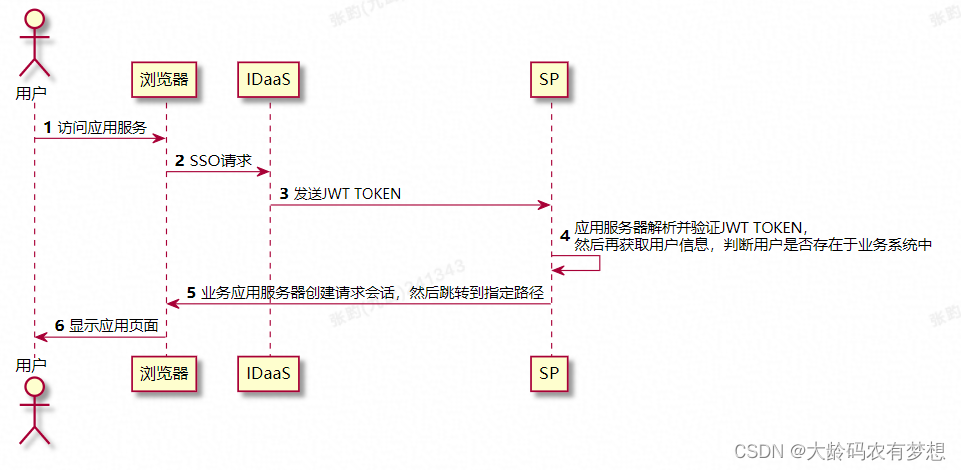 用户
浏览器
IDaaS
SP
1 访问应用服务
2 SSO请求
3 发送JWT TOKEN
4 应用服务器解析并验证JWT TOKEN，
然后再获取用户信息，判断用户是否存在于业务系统中
5 业务应用服务器创建请求会话，然后跳转到指定路径
6 显示应用页面
用户
浏览器
IDaaS
SP
CSDN @大龄码农有梦想